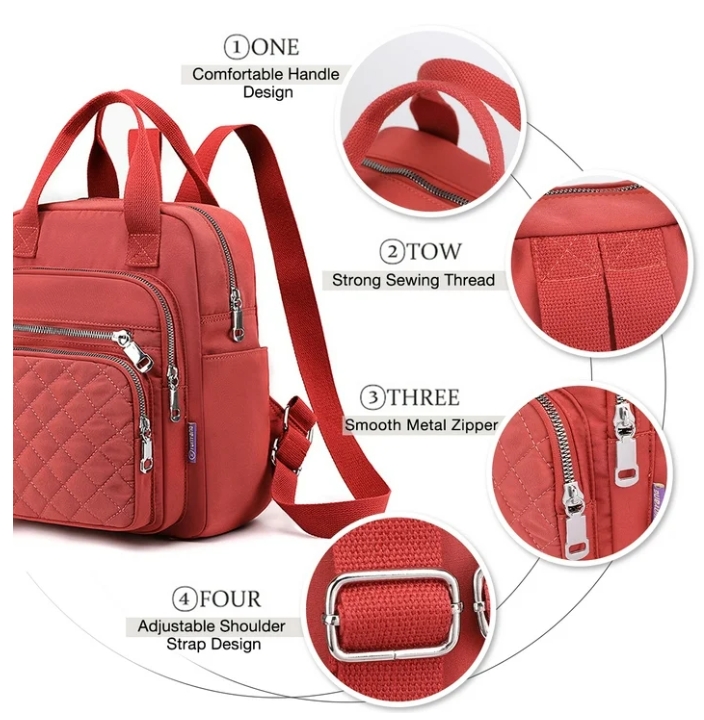 ①ONE
Comfortable Handle
Design
②TOW
Strong Sewing Thread
③THREE
Smooth Metal Zipper
④FOUR
Adjustable Shoulder
Strap Design